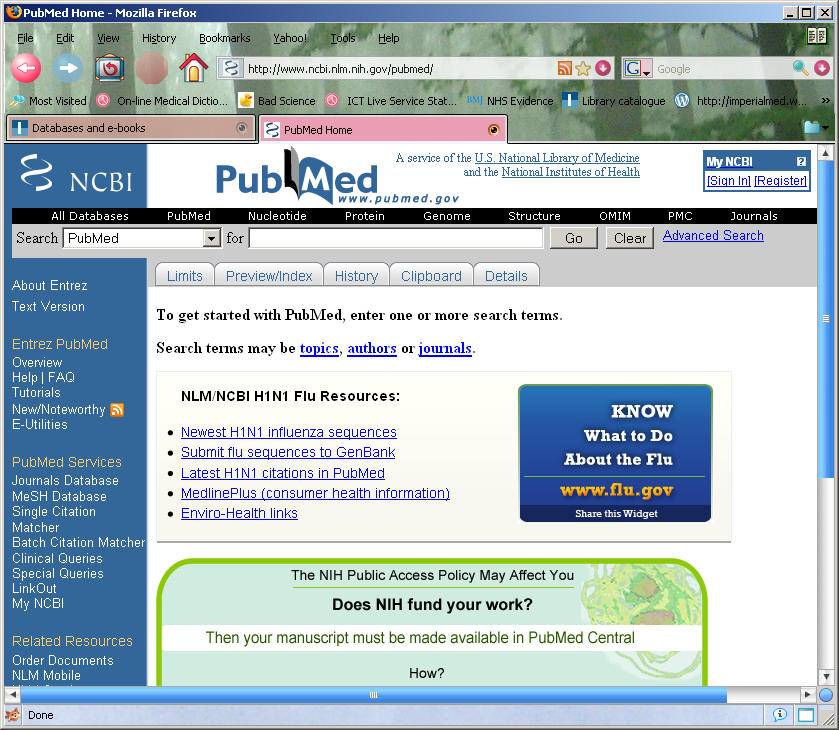 PubMed Home - Mozilla Firefox
File Edit View History Bookmarks Yahoo! Tools Help
http://www.ncbi.nlm.nih.gov/pubmed/ G Google
Most Visited On-line Medical Dictio... Bad Science ICT Live Service Stat... BMJ NHS Evidence Library catalogue http://imperialmed.w... »
Databases and e-books PubMed Home
NCBI
PubMed
www.pubmed.gov
A service of the U.S. National Library of Medicine
and the National Institutes of Health
My NCBI ?
[Sign In] [Register]
All Databases PubMed Nucleotide Protein Genome Structure OMIM PMC Journals
Search PubMed for Go Clear Advanced Search
Limits Preview/Index History Clipboard Details
About Entrez
Text Version
Entrez PubMed
Overview
Help | FAQ
Tutorials
New/Noteworthy
E-Utilities
PubMed Services
Journals Database
MeSH Database
Single Citation
Matcher
Batch Citation Matcher
Clinical Queries
Special Queries
LinkOut
My NCBI
Related Resources
Order Documents
NLM Mobile
To get started with PubMed, enter one or more search terms.
Search terms may be topics, authors or journals.
NLM/NCBI H1N1 Flu Resources:
Newest H1N1 influenza sequences
Submit flu sequences to GenBank
Latest H1N1 citations in PubMed
MedlinePlus (consumer health information)
Enviro-Health links
KNOW
What to Do
About the Flu
www.flu.gov
Share this Widget
The NIH Public Access Policy May Affect You
Does NIH fund your work?
Then your manuscript must be made available in PubMed Central
How?
Done